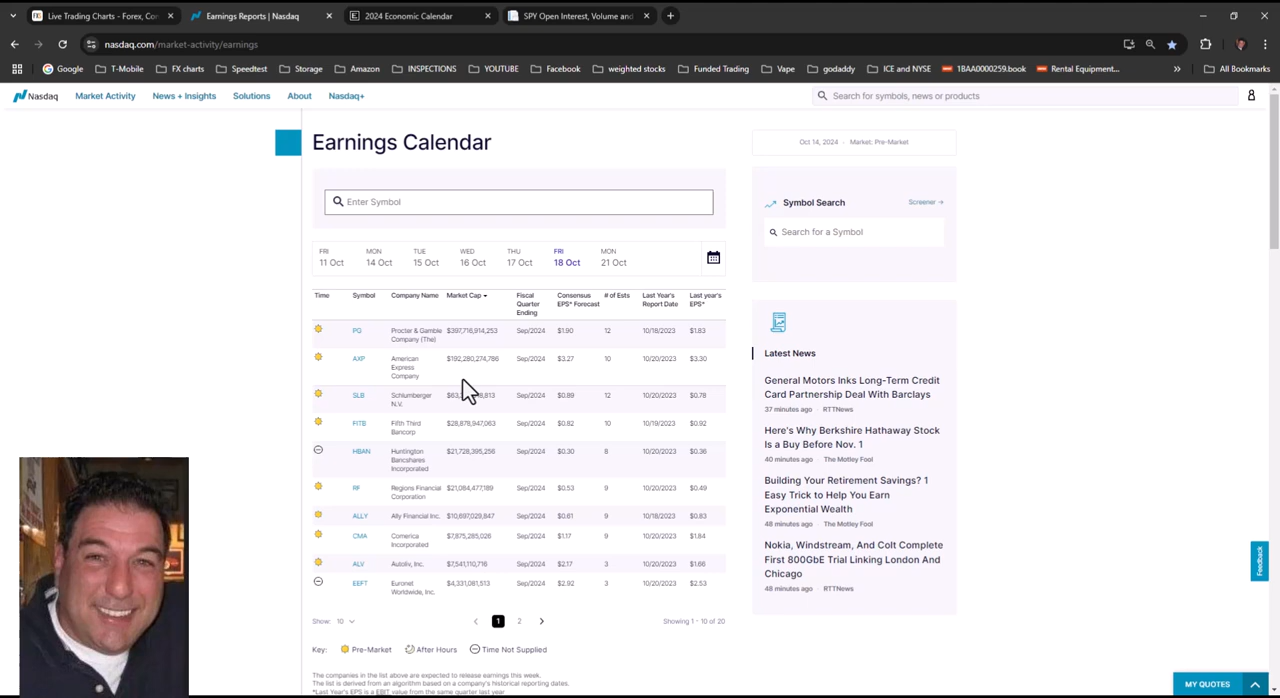 Live Trading Charts - Forex, Co
Earnings Reports | Nasdaq
2024 Economic Calendar
SPY Open Interest, Volume and
nasdaq.com/market-activity/earnings
Google
T-Mobile
FX charts
Speedtest
Storage
Amazon
INSPECTIONS
YOUTUBE
Facebook
weighted stocks
Funded Trading
Vape
godaddy
ICE and NYSE
1BAA0000259.book
Rental Equipment...
All Bookmarks
Nasdaq
Market Activity
News + Insights
Solutions
About
Nasdaq+
Search for symbols, news or products
Earnings Calendar
Enter Symbol
FRI MON TUE WED THU FRI MON
11 Oct 14 Oct 15 Oct 16 Oct 17 Oct 18 Oct 21 Oct
Time Symbol Company Name Market Cap Fiscal Quarter Ending Consensus EPS* Forecast # of Ests Last Year's Report Date Last year's EPS*
PG Procter & Gamble Company (The) $397,716,914,253 Sep/2024 $1.90 12 10/18/2023 $1.83
AXP American Express Company $192,280,274,786 Sep/2024 $3.27 10 10/20/2023 $3.30
SLB Schlumberger N.V. Sep/2024 $0.89 12 10/20/2023 $0.78
FITB Fifth Third Bancorp $28,878,947,063 Sep/2024 $0.82 10 10/19/2023 $0.92
HBAN Huntington Bancshares Incorporated $21,728,395,256 Sep/2024 $0.30 8 10/20/2023 $0.36
RF Regions Financial Corporation $21,084,477,189 Sep/2024 $0.53 9 10/20/2023 $0.49
ALLY Ally Financial Inc. $10,697,029,847 Sep/2024 $0.61 9 10/18/2023 $0.83
CMA Comerica Incorporated $7,875,285,026 Sep/2024 $1.17 9 10/20/2023 $1.84
ALV Autoliv, Inc. $7,541,110,716 Sep/2024 $2.17 3 10/20/2023 $1.66
EEFT Euronet Worldwide, Inc. $4,331,081,513 Sep/2024 $2.92 3 10/20/2023 $2.53
Show: 10
1 2
Showing 1 - 10 of 20
Key: Pre-Market After Hours Time Not Supplied
The companies in the list above are expected to release earnings this week.
The list is derived from an algorithm based on a company's historical reporting dates.
*Last Year's EPS is a EBIT value from the same quarter last year
Oct 14, 2024 · Market: Pre-Market
Symbol Search
Screener →
Search for a Symbol
Latest News
General Motors Inks Long-Term Credit
Card Partnership Deal With Barclays
37 minutes ago · RTTNews
Here's Why Berkshire Hathaway Stock
Is a Buy Before Nov. 1
40 minutes ago · The Motley Fool
Building Your Retirement Savings? 1
Easy Trick to Help You Earn
Exponential Wealth
48 minutes ago · The Motley Fool
Nokia, Windstream, And Colt Complete
First 800GbE Trial Linking London And
Chicago
48 minutes ago · RTTNews
Feedback
MY QUOTES